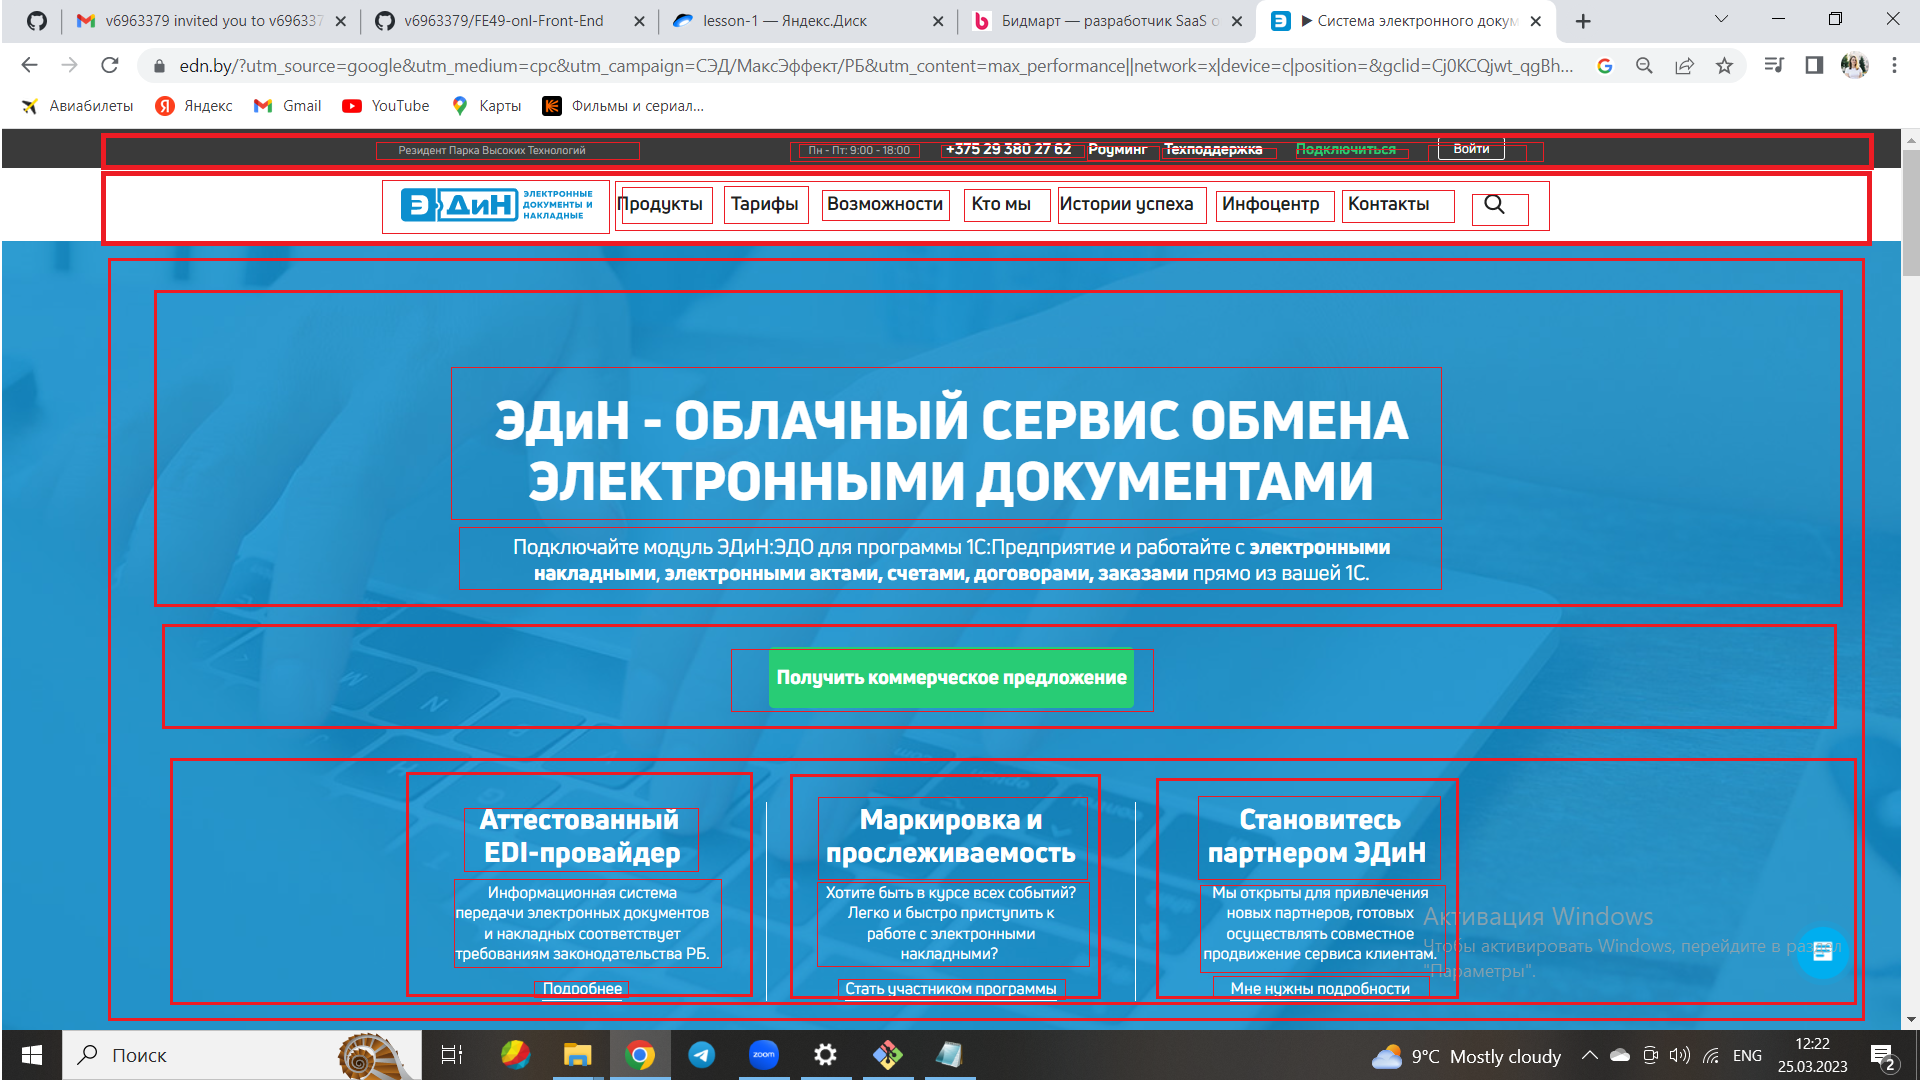 v6963379 invited you to v696337
v6963379/FE49-onl-Front-End
lesson-1 — Яндекс.Диск
Бидмарт — разработчик SaaS о
▶ Система электронного докум
edn.by/?utm_source=google&utm_medium=cpc&utm_campaign=СЭД/МаксЭффект/РБ&utm_content=max_performance||network=x|device=c|position=&gclid=Cj0KCQjwt_qgBh...
Авиабилеты
Яндекс
Gmail
YouTube
Карты
Фильмы и сериал...
Резидент Парка Высоких Технологий
Пн - Пт: 9:00 - 18:00
+375 29 380 27 62
Роуминг
Техподдержка
Подключиться
Войти
ЭДиН
ЭЛЕКТРОННЫЕ
ДОКУМЕНТЫ И
НАКЛАДНЫЕ
Продукты
Тарифы
Возможности
Кто мы
Истории успеха
Инфоцентр
Контакты
ЭДиН - ОБЛАЧНЫЙ СЕРВИС ОБМЕНА
ЭЛЕКТРОННЫМИ ДОКУМЕНТАМИ
Подключайте модуль ЭДиН:ЭДО для программы 1С:Предприятие и работайте с электронными
накладными, электронными актами, счетами, договорами, заказами прямо из вашей 1С.
Получить коммерческое предложение
Аттестованный
EDI-провайдер
Информационная система
передачи электронных документов
и накладных соответствует
требованиям законодательства РБ.
Подробнее
Маркировка и
прослеживаемость
Хотите быть в курсе всех событий?
Легко и быстро приступить к
работе с электронными
накладными?
Стать участником программы
Становитесь
партнером ЭДиН
Мы открыты для привлечения
новых партнеров, готовых
осуществлять совместное
продвижение сервиса клиентам.
Мне нужны подробности
Активация Windows
Чтобы активировать Windows, перейдите в раздел
"Параметры".
Поиск
zoom
9°C Mostly cloudy
ENG
12:22
25.03.2023
2